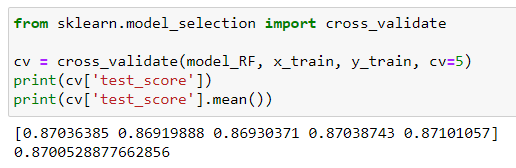 from sklearn.model_selection import cross_validate
cv = cross_validate(model_RF, x_train, y_train, cv=5)
print(cv['test_score'])
print(cv['test_score'].mean())
[0.87036385 0.86919888 0.86930371 0.87038743 0.87101057]
0.8700528877662856